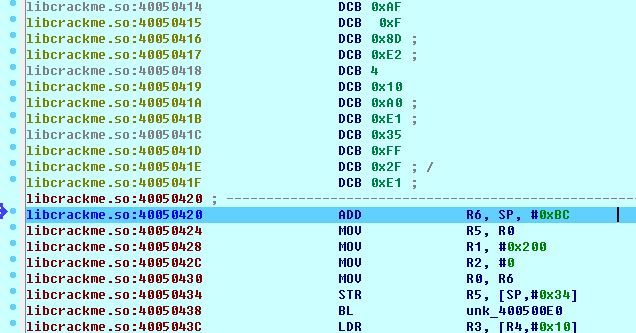 libcrackme.so:40050414 DCB 0xAF
libcrackme.so:40050415 DCB 0xF
libcrackme.so:40050416 DCB 0x8D ;
libcrackme.so:40050417 DCB 0xE2 ;
libcrackme.so:40050418 DCB 4
libcrackme.so:40050419 DCB 0x10
libcrackme.so:4005041A DCB 0xA0 ;
libcrackme.so:4005041B DCB 0xE1 ;
libcrackme.so:4005041C DCB 0x35
libcrackme.so:4005041D DCB 0xFF
libcrackme.so:4005041E DCB 0x2F ; /
libcrackme.so:4005041F DCB 0xE1 ;
libcrackme.so:40050420 ; ---------------------------------------------------
libcrackme.so:40050420 ADD R6, SP, #0xBC
libcrackme.so:40050424 MOV R5, R0
libcrackme.so:40050428 MOV R1, #0x200
libcrackme.so:4005042C MOV R2, #0
libcrackme.so:40050430 MOV R0, R6
libcrackme.so:40050434 STR R5, [SP,#0x34]
libcrackme.so:40050438 BL unk_400500E0
libcrackme.so:4005043C LDR R3, [R4,#0x10]